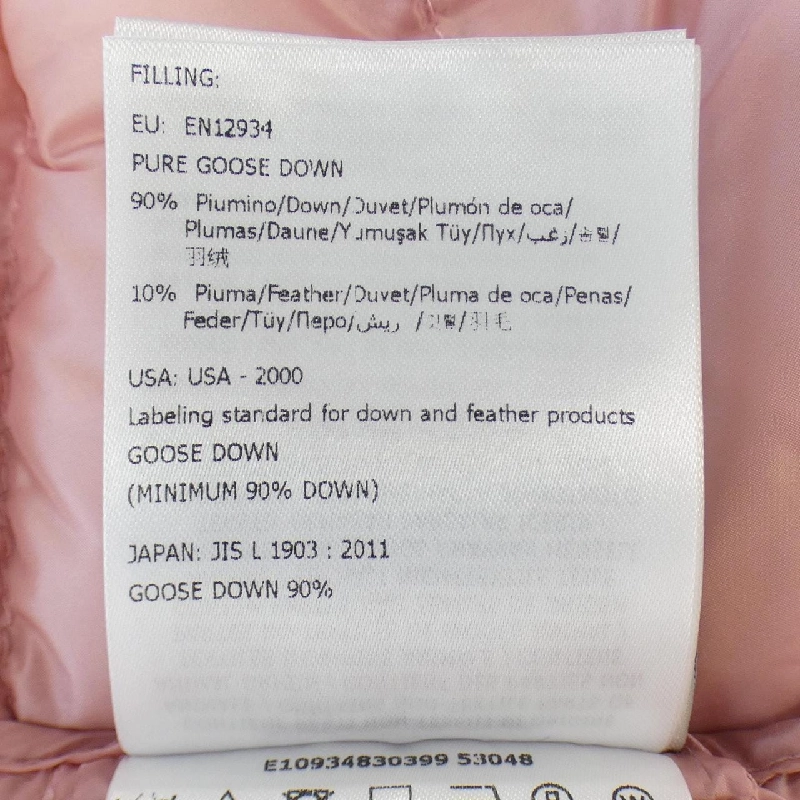 FILLING:
EU: EN12934
PURE GOOSE DOWN
90% Piumino/Down/Duvet/Plumón de oca/
Plumas/Daune/Yumuşak Tüy/Пух/زغب/솜털/
羽绒
10% Piuma/Feather/Duvet/Pluma de oca/Penas/
Feder/Tüy/Перо/ريش /깃털/羽毛
USA: USA - 2000
Labeling standard for down and feather products
GOOSE DOWN
(MINIMUM 90% DOWN)
JAPAN: JIS L 1903 : 2011
GOOSE DOWN 90%
E10934830399 53048